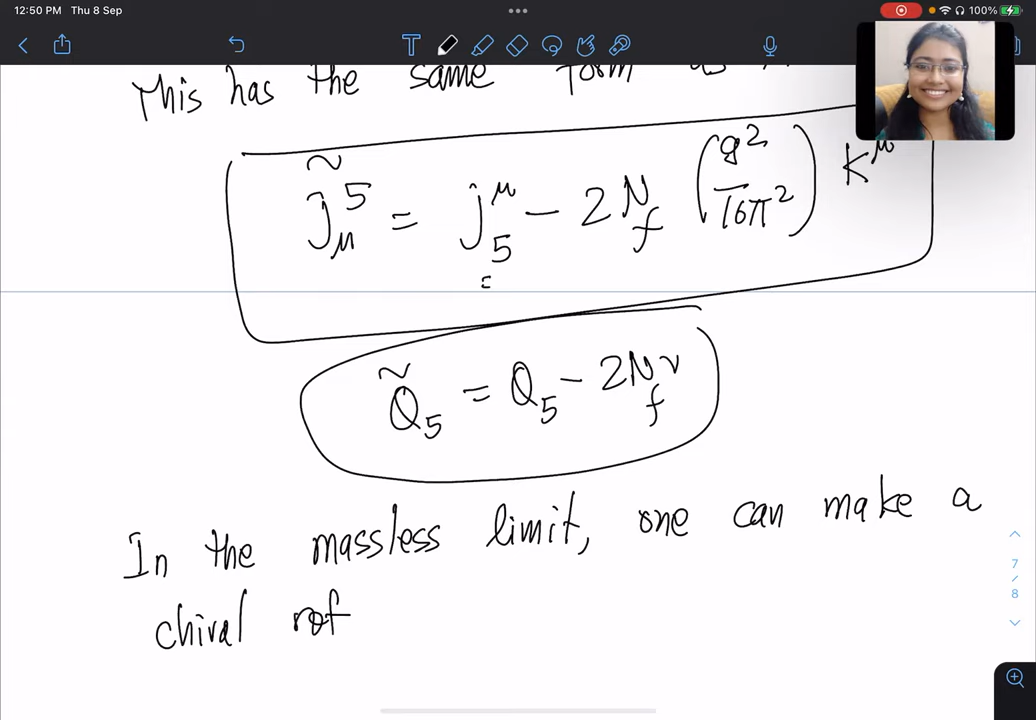 12:50 PM Thu 8 Sep
100%
This has the same form as
j̃_μ^5 = j_5^μ − 2N_f (g²/16π²) K^μ
Q̃_5 = Q_5 − 2N_f ν
In the massless limit, one can make a
chiral rot
7
/
8